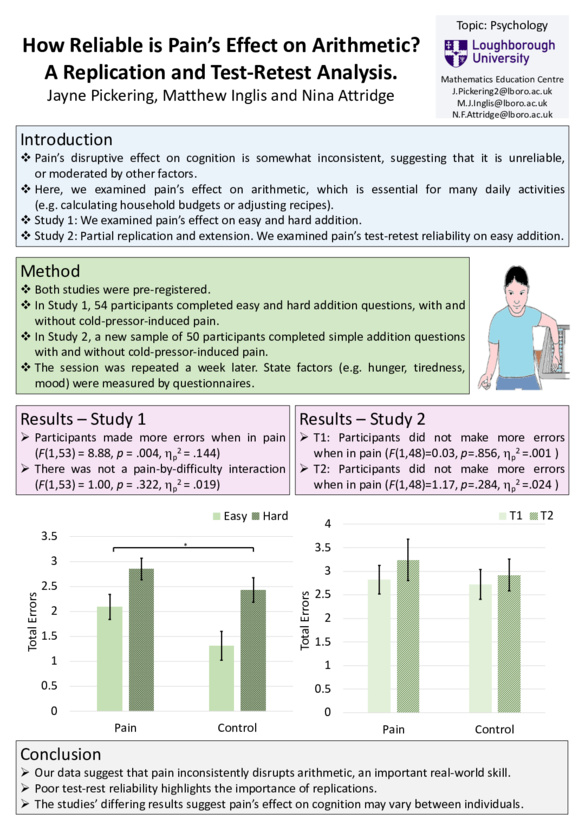 Topic: Psychology
How Reliable is Pain's Effect on Arithmetic?
A Replication and Test-Retest Analysis.
Jayne Pickering, Matthew Inglis and Nina Attridge
Loughborough
University
Mathematics Education Centre
J.Pickering2@lboro.ac.uk
M.J.Inglis@lboro.ac.uk
N.F.Attridge@lboro.ac.uk
Introduction
❖ Pain's disruptive effect on cognition is somewhat inconsistent, suggesting that it is unreliable,
or moderated by other factors.
❖ Here, we examined pain's effect on arithmetic, which is essential for many daily activities
(e.g. calculating household budgets or adjusting recipes).
❖ Study 1: We examined pain's effect on easy and hard addition.
❖ Study 2: Partial replication and extension. We examined pain's test-retest reliability on easy addition.
Method
❖ Both studies were pre-registered.
❖ In Study 1, 54 participants completed easy and hard addition questions, with and
without cold-pressor-induced pain.
❖ In Study 2, a new sample of 50 participants completed simple addition questions
with and without cold-pressor-induced pain.
❖ The session was repeated a week later. State factors (e.g. hunger, tiredness,
mood) were measured by questionnaires.
Results – Study 1
➢ Participants made more errors when in pain
(F(1,53) = 8.88, p = .004, ηp² = .144)
➢ There was not a pain-by-difficulty interaction
(F(1,53) = 1.00, p = .322, ηp² = .019)
Results – Study 2
➢ T1: Participants did not make more errors
when in pain (F(1,48)=0.03, p=.856, ηp²=.001 )
➢ T2: Participants did not make more errors
when in pain (F(1,48)=1.17, p=.284, ηp²=.024 )
Easy Hard
3.5
3
2.5
2
1.5
1
0.5
0
Total Errors
*
Pain Control
T1 T2
4
3.5
3
2.5
2
1.5
1
0.5
0
Total Errors
Pain Control
Conclusion
➢ Our data suggest that pain inconsistently disrupts arithmetic, an important real-world skill.
➢ Poor test-rest reliability highlights the importance of replications.
➢ The studies' differing results suggest pain's effect on cognition may vary between individuals.